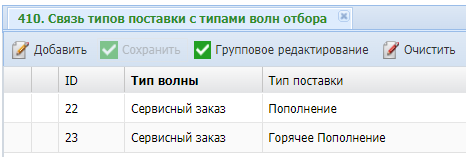 410. Связь типов поставки с типами волн отбора
Добавить Сохранить Групповое редактирование Очистить
ID Тип волны Тип поставки
22 Сервисный заказ Пополнение
23 Сервисный заказ Горячее Пополнение